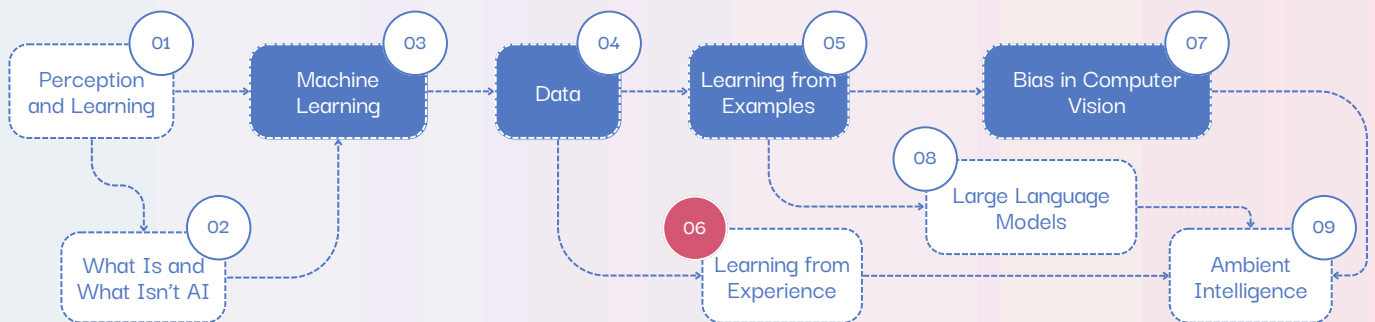 01
Perception
and Learning
02
What Is and
What Isn't AI
03
Machine
Learning
04
Data
05
Learning from
Examples
06
Learning from
Experience
07
Bias in Computer
Vision
08
Large Language
Models
09
Ambient
Intelligence